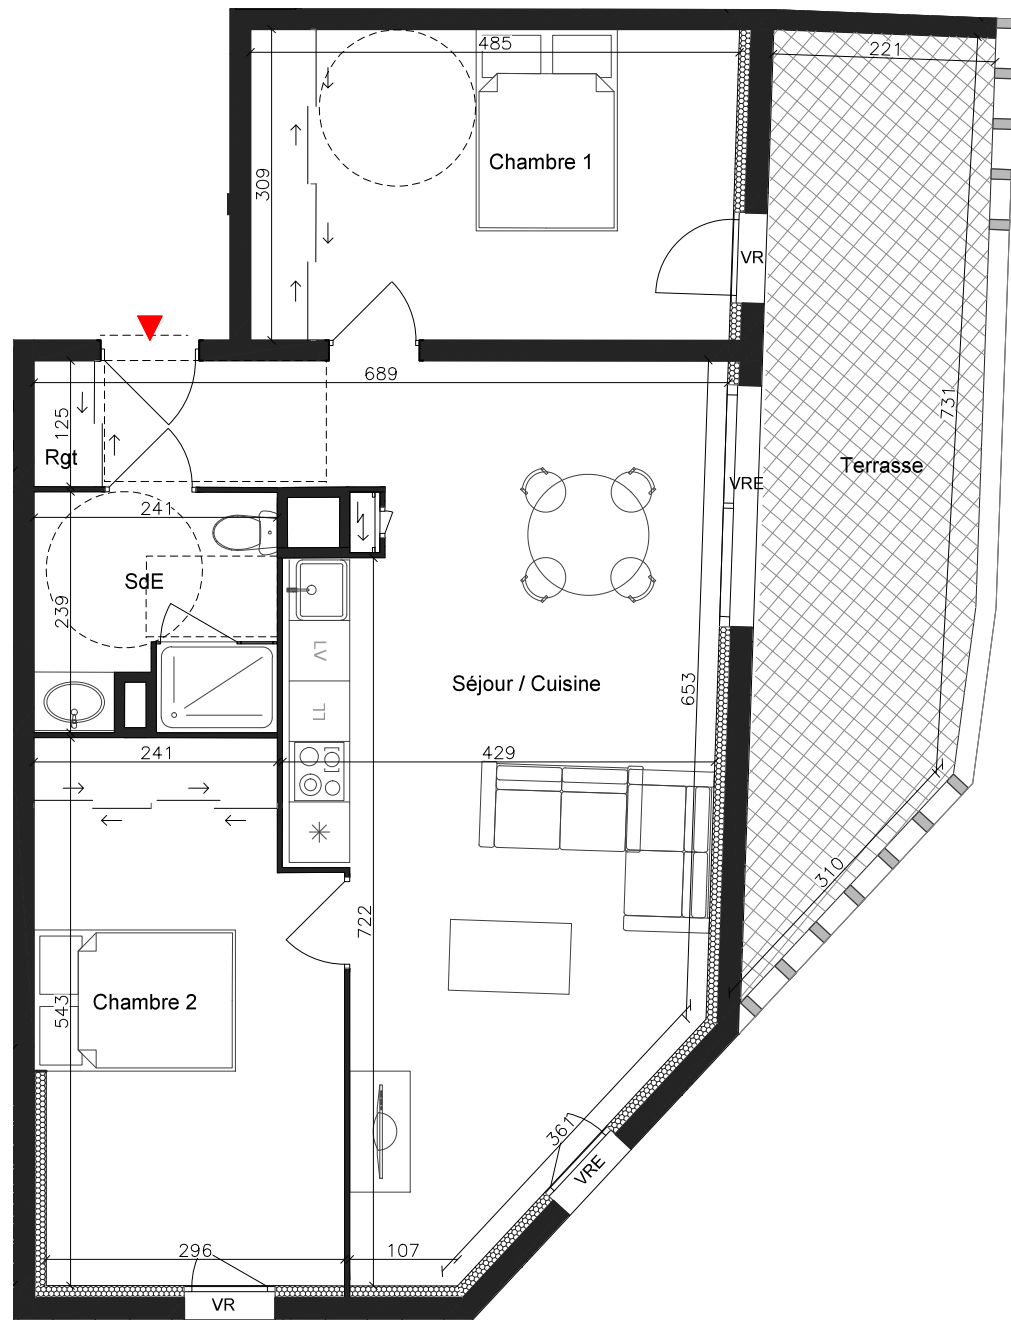 485
221
Chambre 1
309
VR
689
125
731
Rgt
Terrasse
VRE
241
SdE
239
LV
653
Séjour / Cuisine
LL
241
429
310
722
Chambre 2
543
361
VRE
296
107
VR